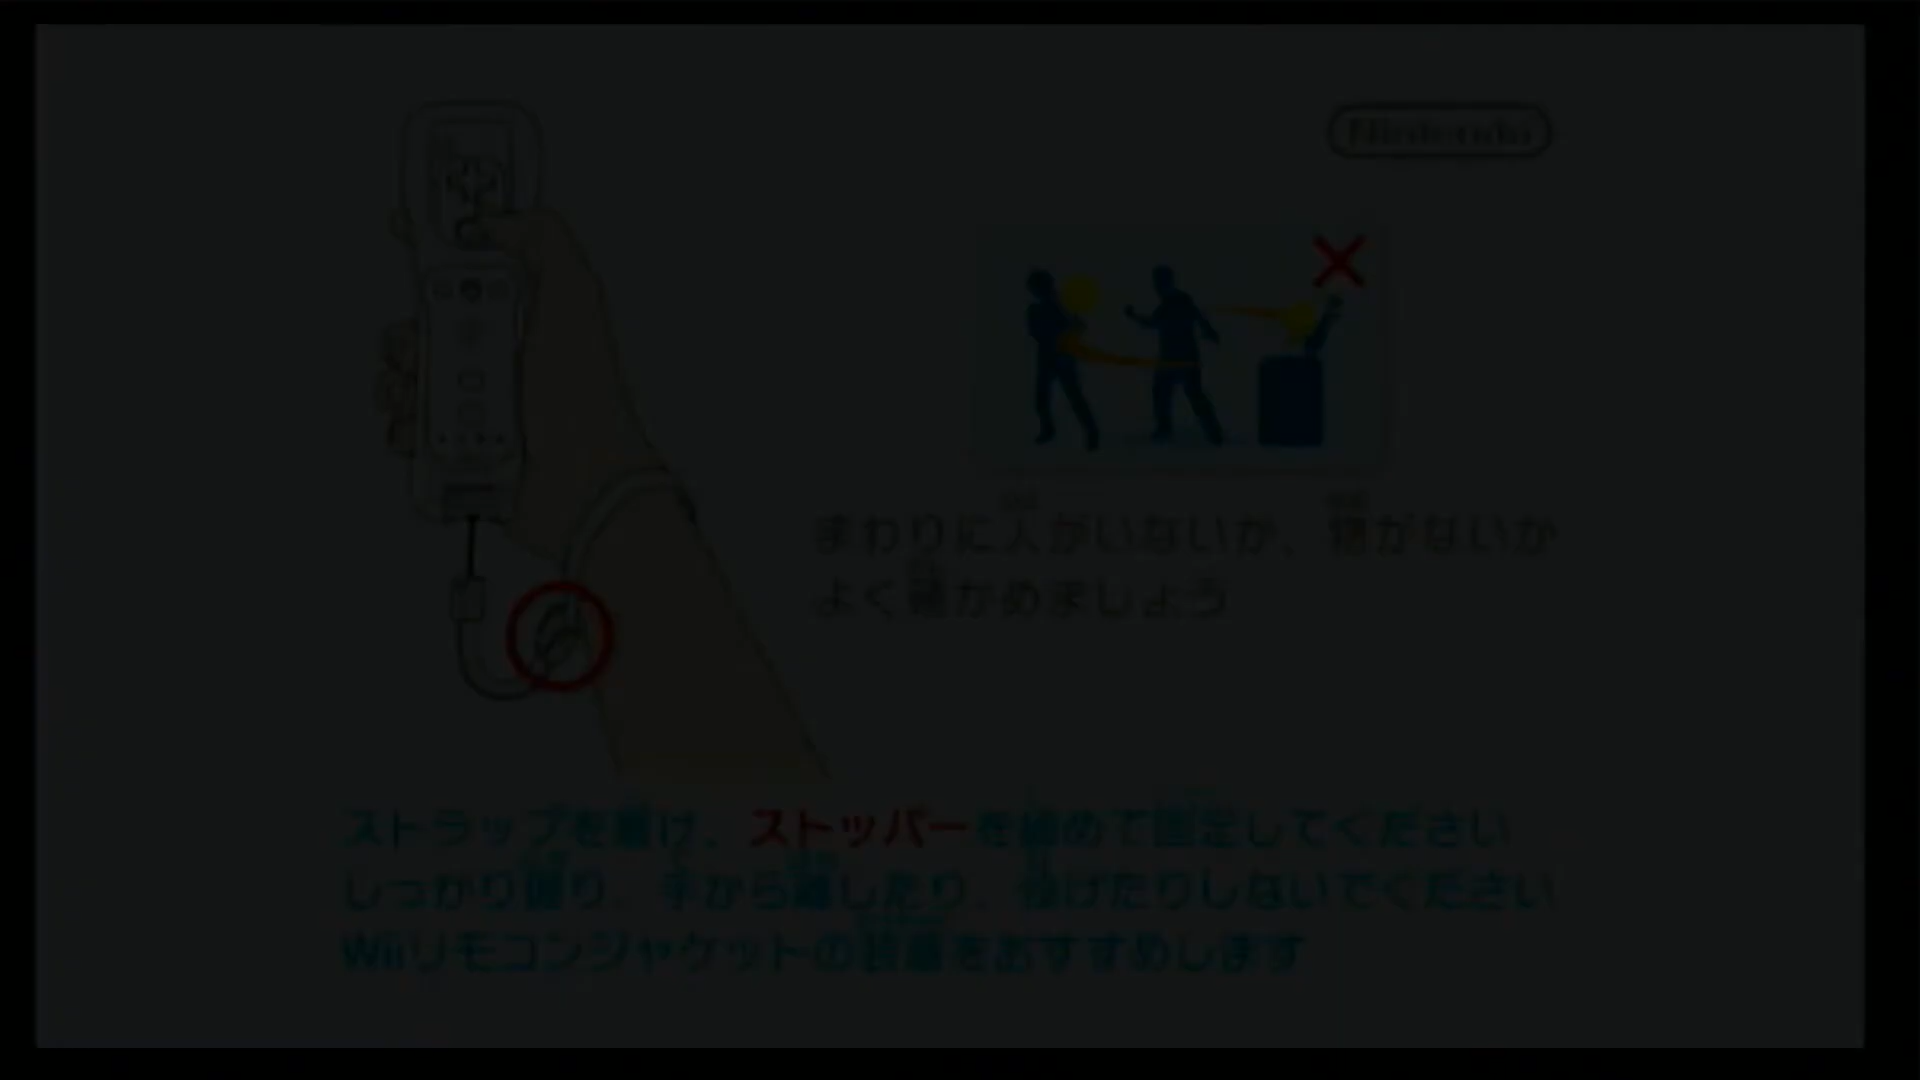 Nintendo
まわりに人がいないか、物がないか
よく確かめましょう
ストラップを着け、ストッパーを締めて固定してください
しっかり握り、手から離したり、投げたりしないでください
Wiiリモコンジャケットの装着をおすすめします